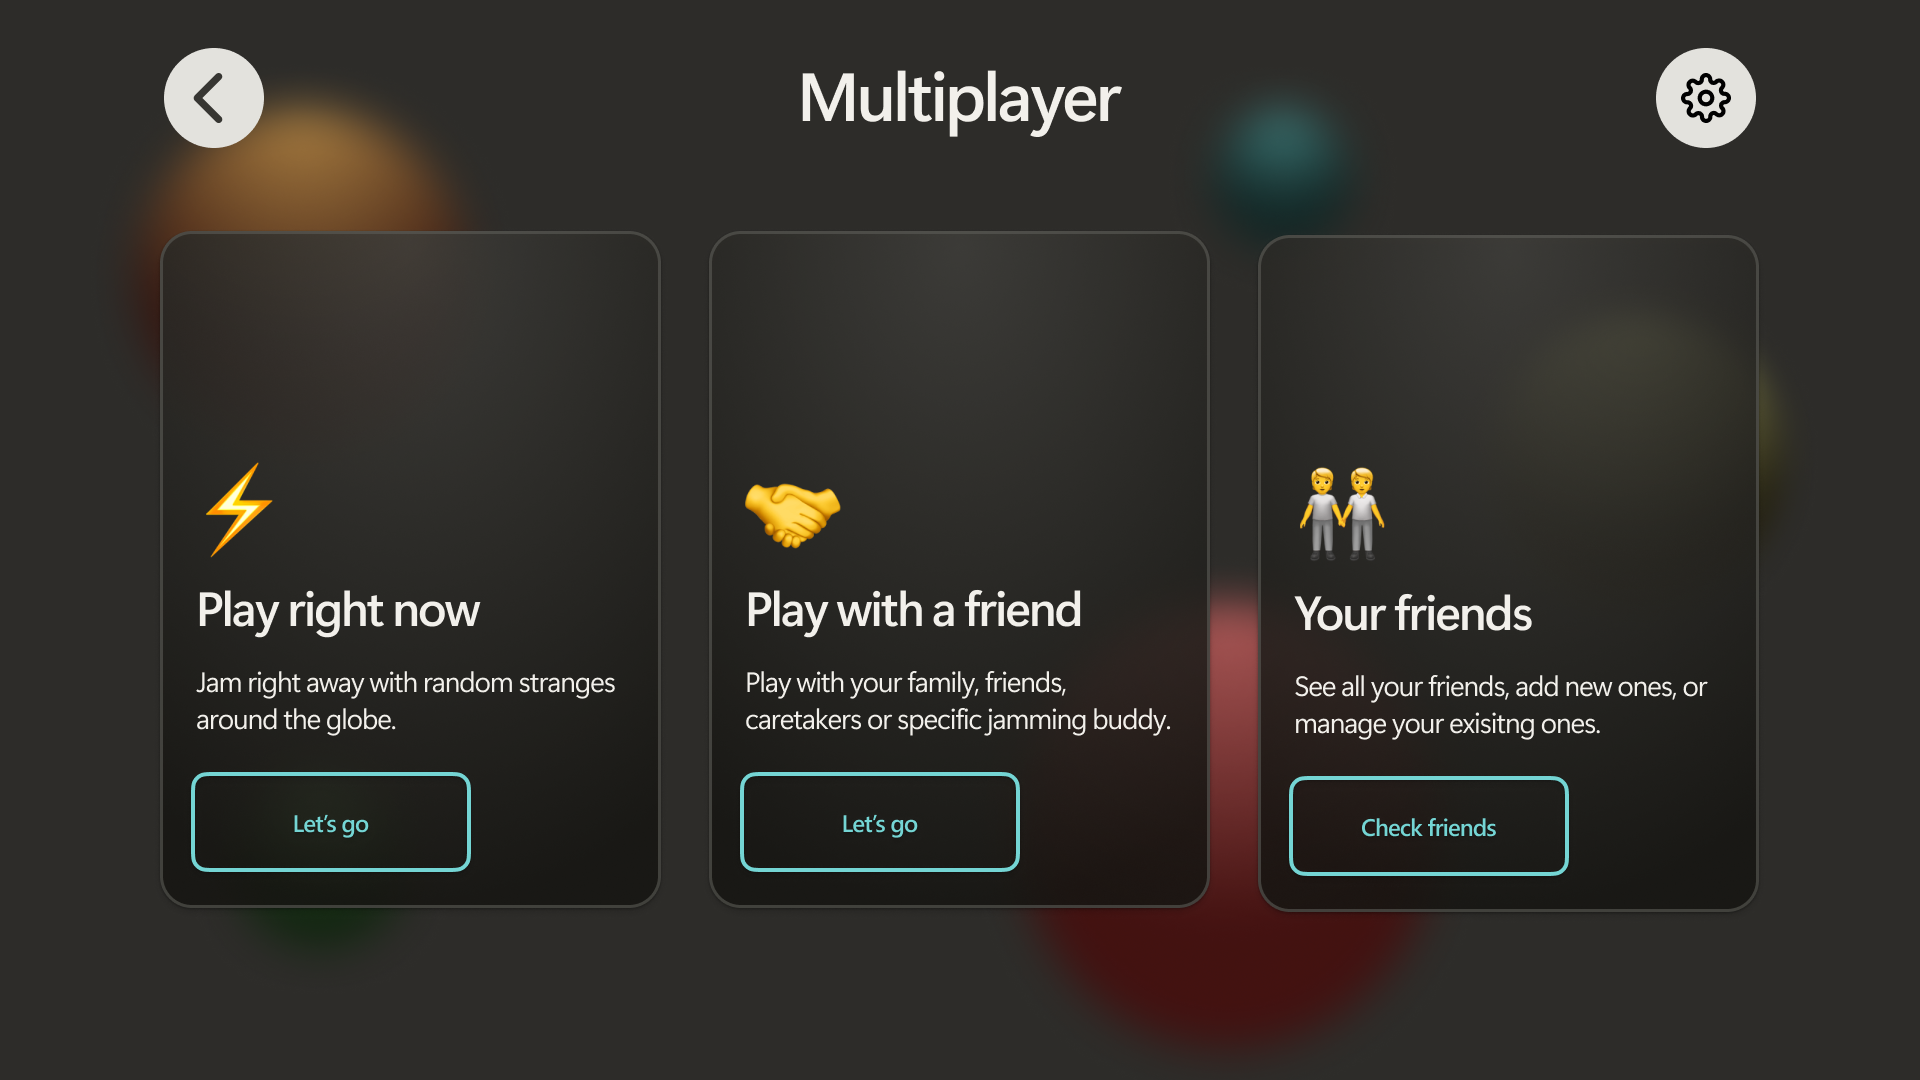 Multiplayer
Play right now
Jam right away with random stranges
around the globe.
Let's go
Play with a friend
Play with your family, friends,
caretakers or specific jamming buddy.
Let's go
Your friends
See all your friends, add new ones, or
manage your exisitng ones.
Check friends